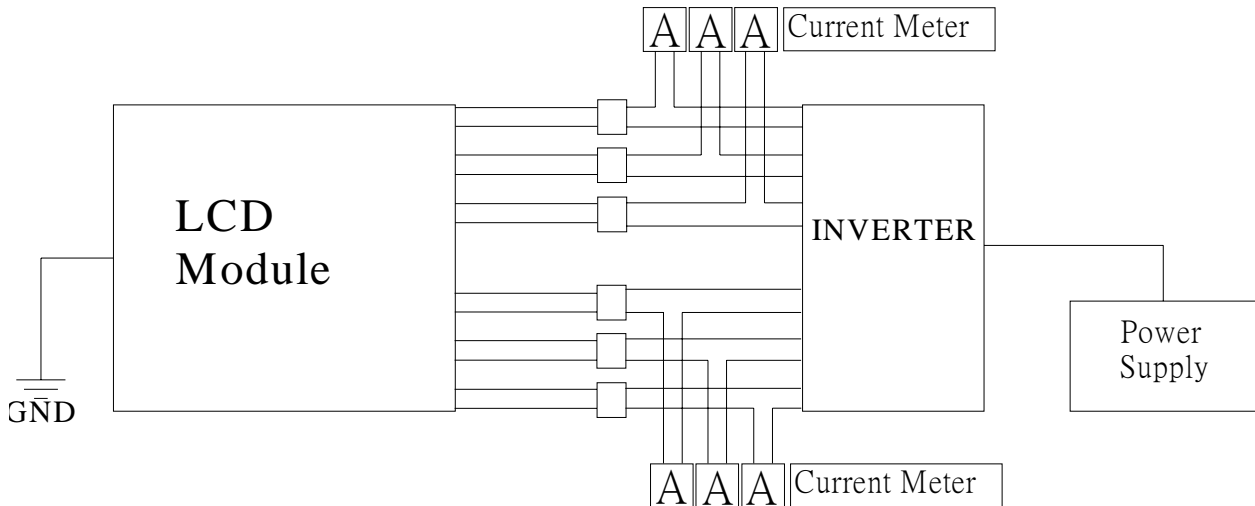 A A A Current Meter
LCD
Module
INVERTER
Power
Supply
GND
A A A Current Meter